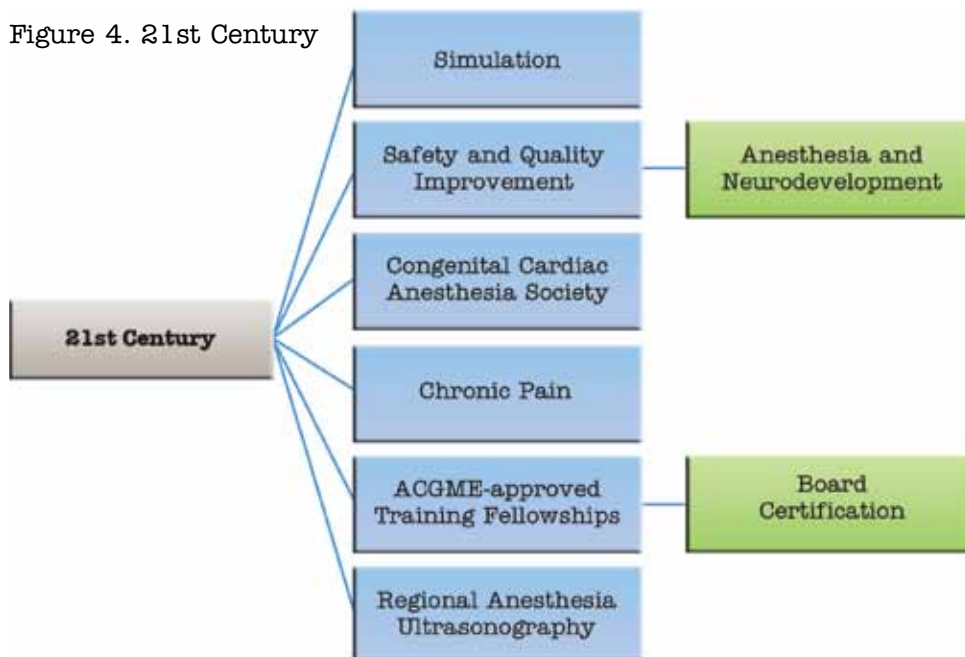 Figure 4. 21st Century
Simulation
Safety and Quality
Improvement
Anesthesia and
Neurodevelopment
Congenital Cardiac
Anesthesia Society
21st Century
Chronic Pain
ACGME-approved
Training Fellowships
Board
Certification
Regional Anesthesia
Ultrasonography